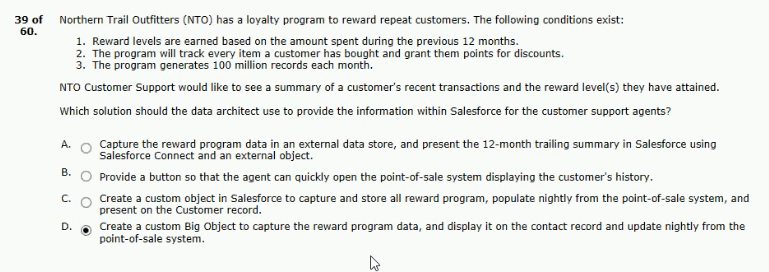 39 of
60.
Northern Trail Outfitters (NTO) has a loyalty program to reward repeat customers. The following conditions exist:
1. Reward levels are earned based on the amount spent during the previous 12 months.
2. The program will track every item a customer has bought and grant them points for discounts.
3. The program generates 100 million records each month.
NTO Customer Support would like to see a summary of a customer's recent transactions and the reward level(s) they have attained.
Which solution should the data architect use to provide the information within Salesforce for the customer support agents?
A. Capture the reward program data in an external data store, and present the 12-month trailing summary in Salesforce using
Salesforce Connect and an external object.
B. Provide a button so that the agent can quickly open the point-of-sale system displaying the customer's history.
C. Create a custom object in Salesforce to capture and store all reward program, populate nightly from the point-of-sale system, and
present on the Customer record.
D. Create a custom Big Object to capture the reward program data, and display it on the contact record and update nightly from the
point-of-sale system.